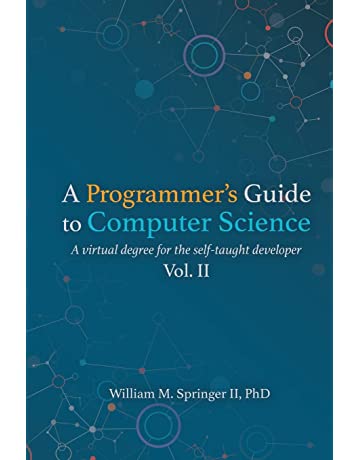 A Programmer's Guide
to Computer Science
A virtual degree for the self-taught developer
Vol. II
William M. Springer II, PhD